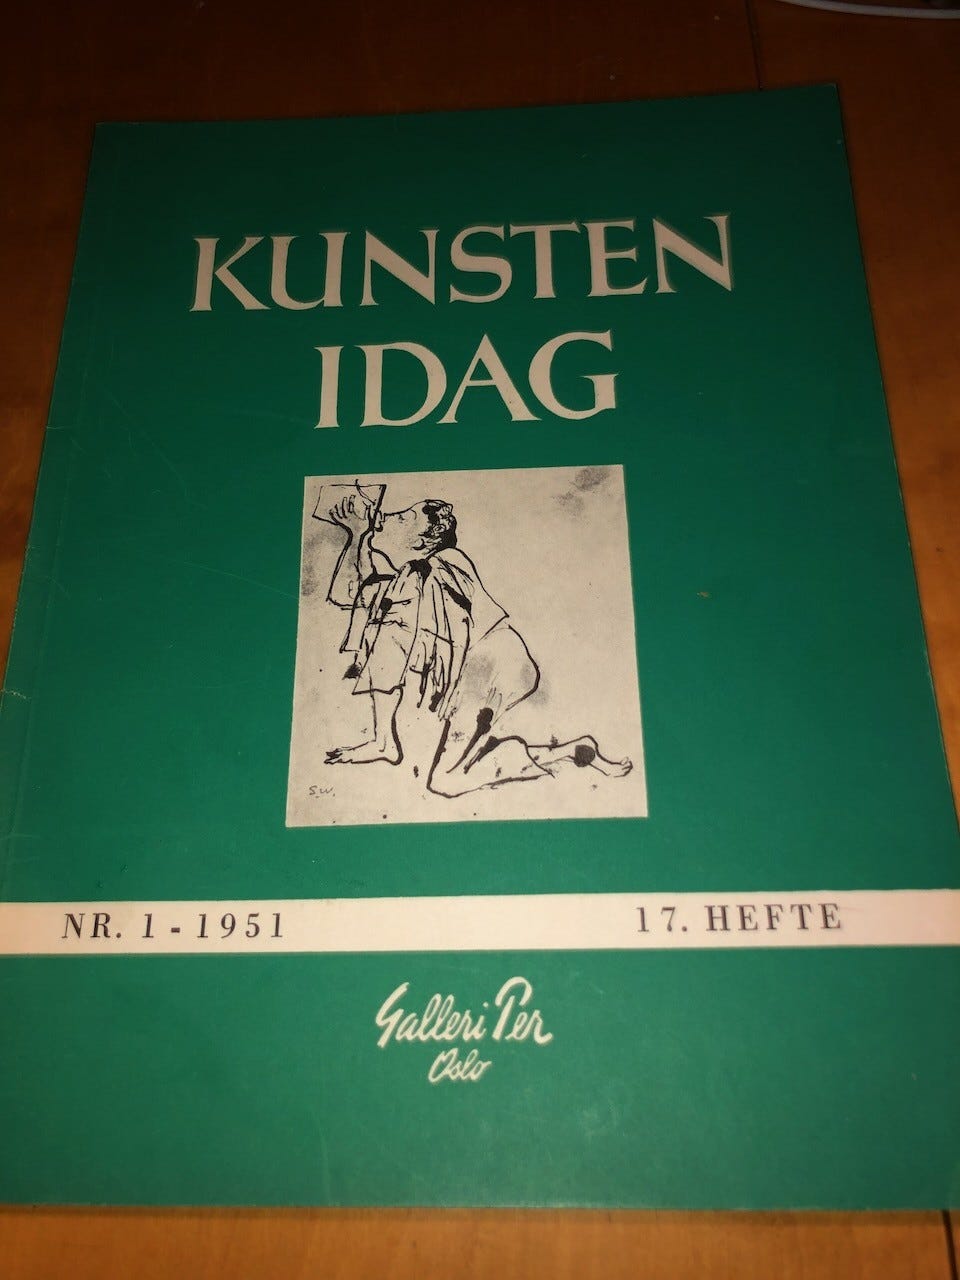 KUNSTEN
IDAG
S.W.
NR. 1 - 1951
17. HEFTE
Galleri Per
Oslo